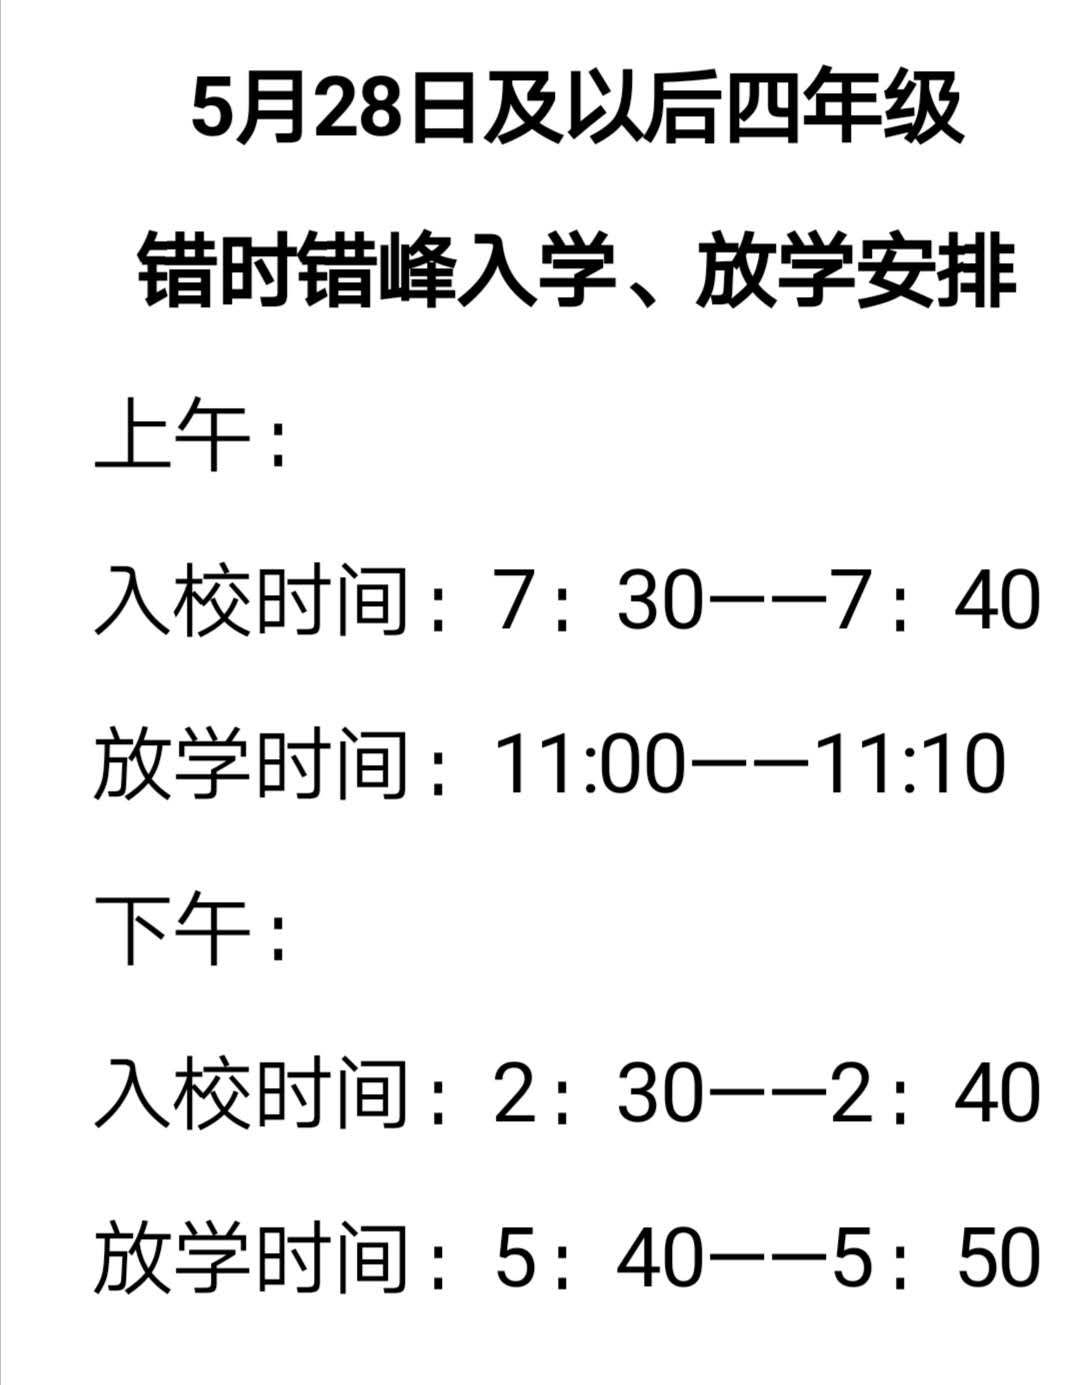 5月28日及以后四年级
错时错峰入学、放学安排
上午：
入校时间：7：30——7：40
放学时间：11:00——11:10
下午：
入校时间：2：30——2：40
放学时间：5：40——5：50